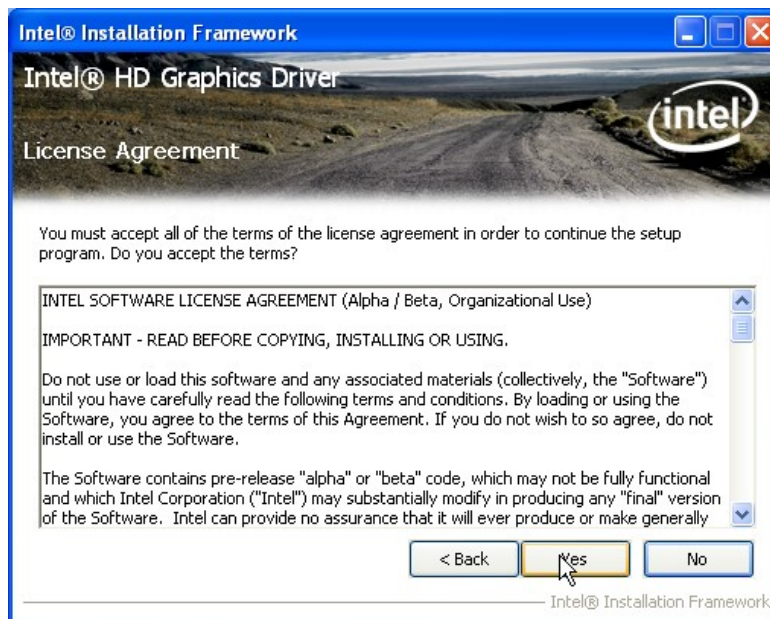 Intel® Installation Framework
Intel® HD Graphics Driver
intel
License Agreement
You must accept all of the terms of the license agreement in order to continue the setup
program. Do you accept the terms?
INTEL SOFTWARE LICENSE AGREEMENT (Alpha / Beta, Organizational Use)
IMPORTANT - READ BEFORE COPYING, INSTALLING OR USING.
Do not use or load this software and any associated materials (collectively, the "Software")
until you have carefully read the following terms and conditions. By loading or using the
Software, you agree to the terms of this Agreement. If you do not wish to so agree, do not
install or use the Software.
The Software contains pre-release "alpha" or "beta" code, which may not be fully functional
and which Intel Corporation ("Intel") may substantially modify in producing any "final" version
of the Software.  Intel can provide no assurance that it will ever produce or make generally
< Back Yes No
Intel® Installation Framework